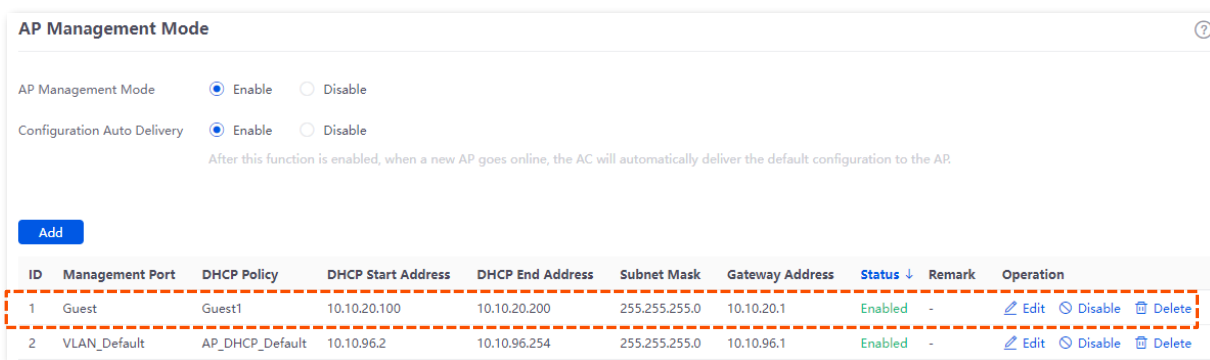 AP Management Mode
?
AP Management Mode Enable Disable
Configuration Auto Delivery Enable Disable
After this function is enabled, when a new AP goes online, the AC will automatically deliver the default configuration to the AP.
Add
ID Management Port DHCP Policy DHCP Start Address DHCP End Address Subnet Mask Gateway Address Status ↓ Remark Operation
1 Guest Guest1 10.10.20.100 10.10.20.200 255.255.255.0 10.10.20.1 Enabled - Edit Disable Delete
2 VLAN_Default AP_DHCP_Default 10.10.96.2 10.10.96.254 255.255.255.0 10.10.96.1 Enabled - Edit Disable Delete